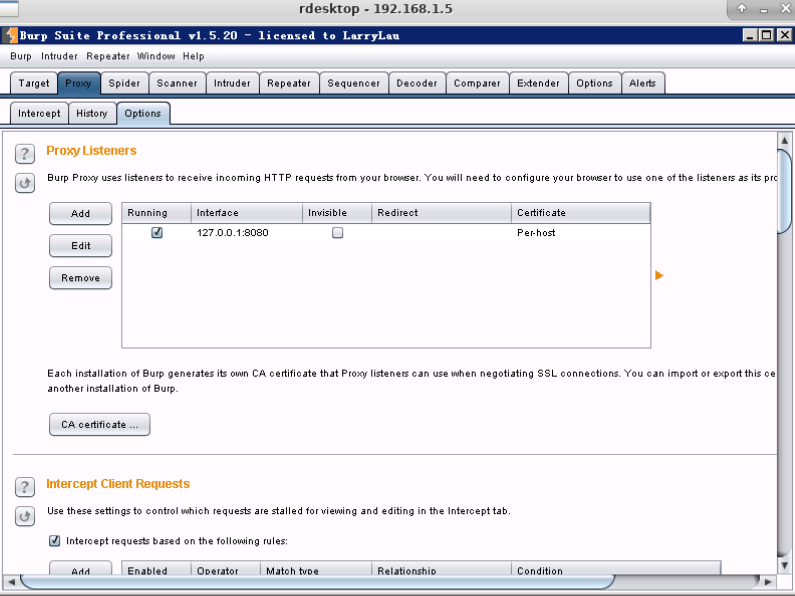 rdesktop - 192.168.1.5
Burp Suite Professional v1.5.20 - licensed to LarryLau
Burp Intruder Repeater Window Help
Target Proxy Spider Scanner Intruder Repeater Sequencer Decoder Comparer Extender Options Alerts
Intercept History Options
? Proxy Listeners
Burp Proxy uses listeners to receive incoming HTTP requests from your browser. You will need to configure your browser to use one of the listeners as its pro
Add Running Interface Invisible Redirect Certificate
127.0.0.1:8080 Per-host
Edit
Remove
Each installation of Burp generates its own CA certificate that Proxy listeners can use when negotiating SSL connections. You can import or export this ce
another installation of Burp.
CA certificate ...
? Intercept Client Requests
Use these settings to control which requests are stalled for viewing and editing in the Intercept tab.
Intercept requests based on the following rules:
Add Enabled Operator Match type Relationship Condition